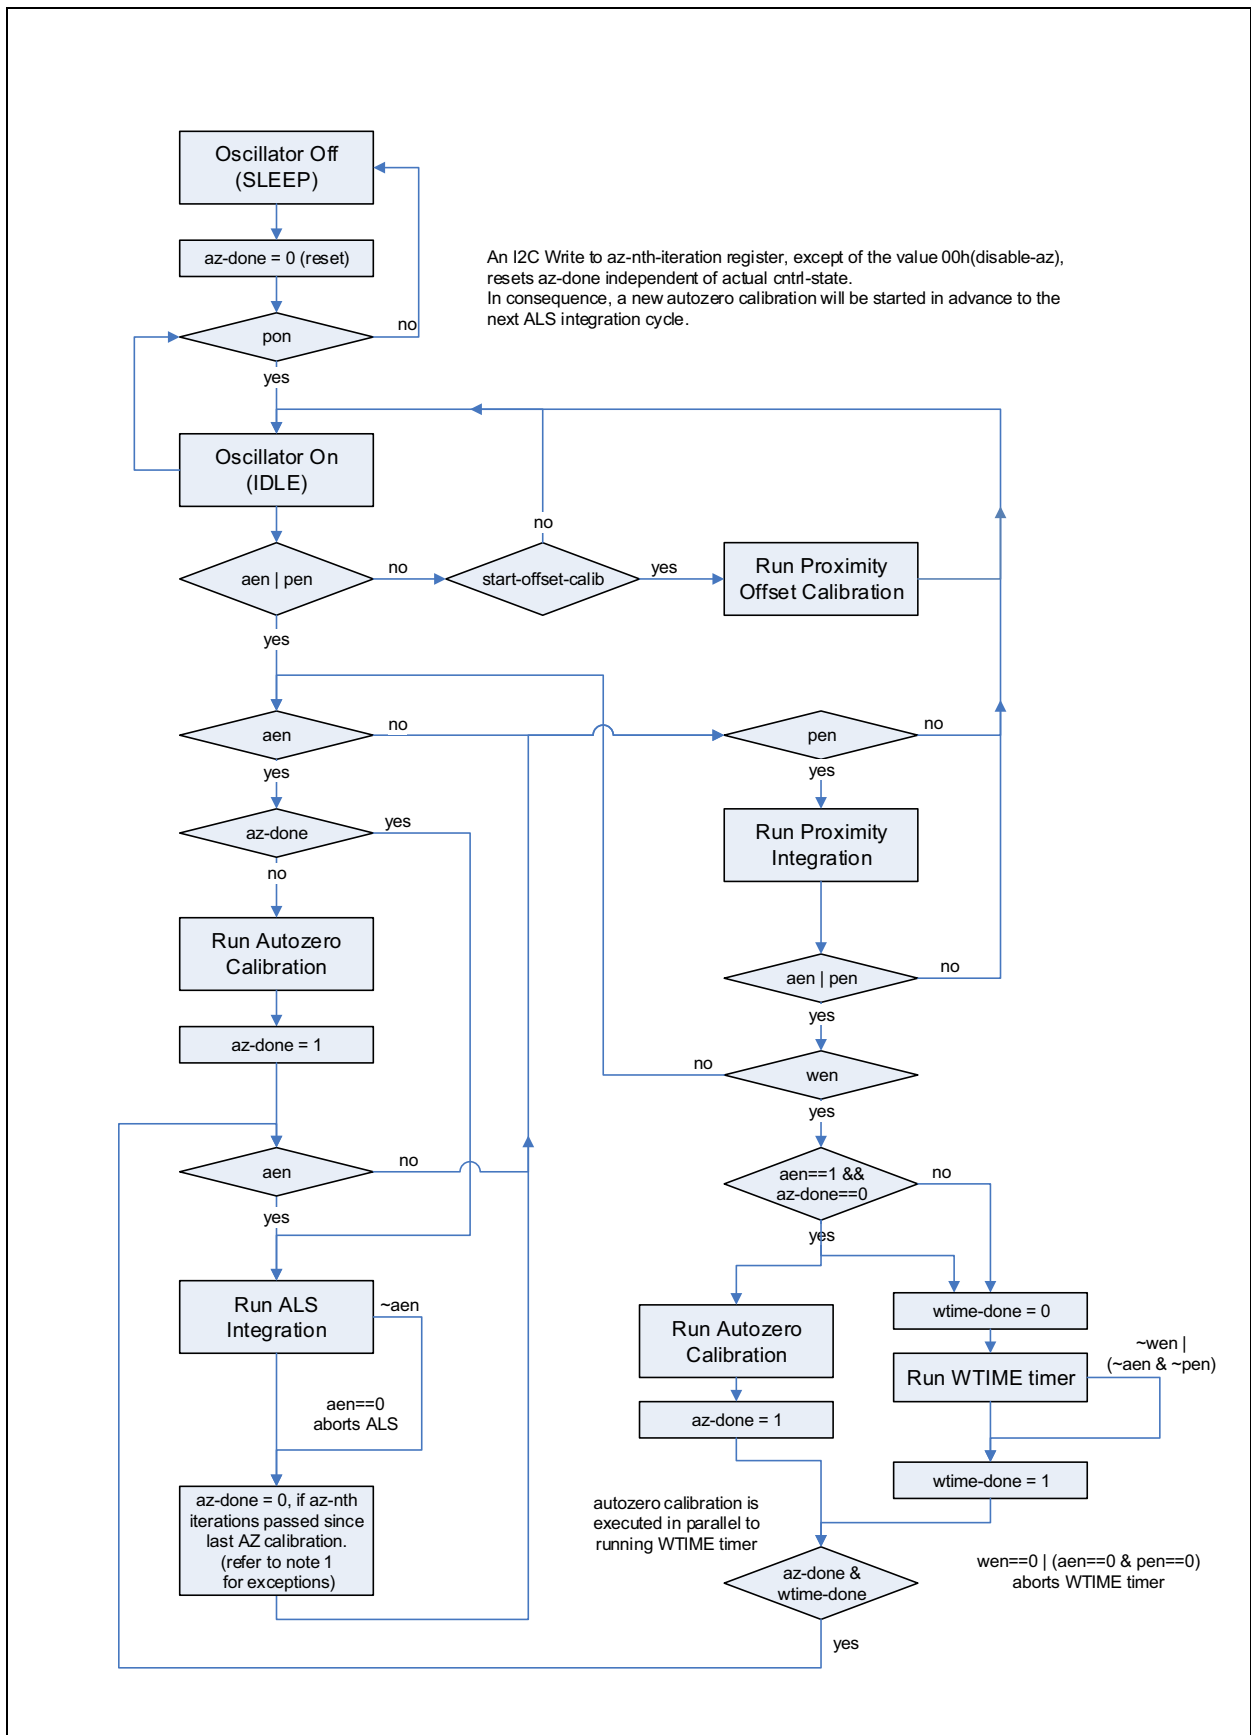 Oscillator Off
(SLEEP)
az-done = 0 (reset)
An I2C Write to az-nth-iteration register, except of the value 00h(disable-az),
resets az-done independent of actual cntrl-state.
In consequence, a new autozero calibration will be started in advance to the
next ALS integration cycle.
pon
no
yes
Oscillator On
(IDLE)
no
aen | pen
no
start-offset-calib
yes
Run Proximity
Offset Calibration
yes
aen
no
pen
no
yes
yes
az-done
yes
Run Proximity
Integration
no
Run Autozero
Calibration
aen | pen
no
yes
az-done = 1
no
wen
yes
aen
no
aen==1 &&
az-done==0
no
yes
yes
Run ALS
Integration
~aen
wtime-done = 0
Run Autozero
Calibration
~wen |
(~aen & ~pen)
Run WTIME timer
aen==0
aborts ALS
az-done = 1
wtime-done = 1
az-done = 0, if az-nth
iterations passed since
last AZ calibration.
(refer to note 1
for exceptions)
autozero calibration is
executed in parallel to
running WTIME timer
az-done &
wtime-done
wen==0 | (aen==0 & pen==0)
aborts WTIME timer
yes